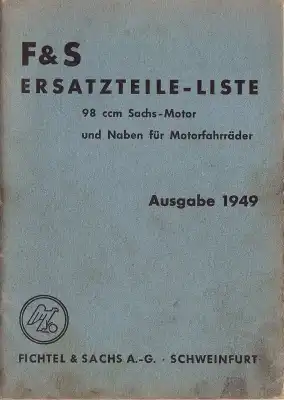 F & S
ERSATZTEILE-LISTE
98 ccm Sachs-Motor
und Naben für Motorfahrräder
Ausgabe 1949
FICHTEL & SACHS A.-G. · SCHWEINFURT